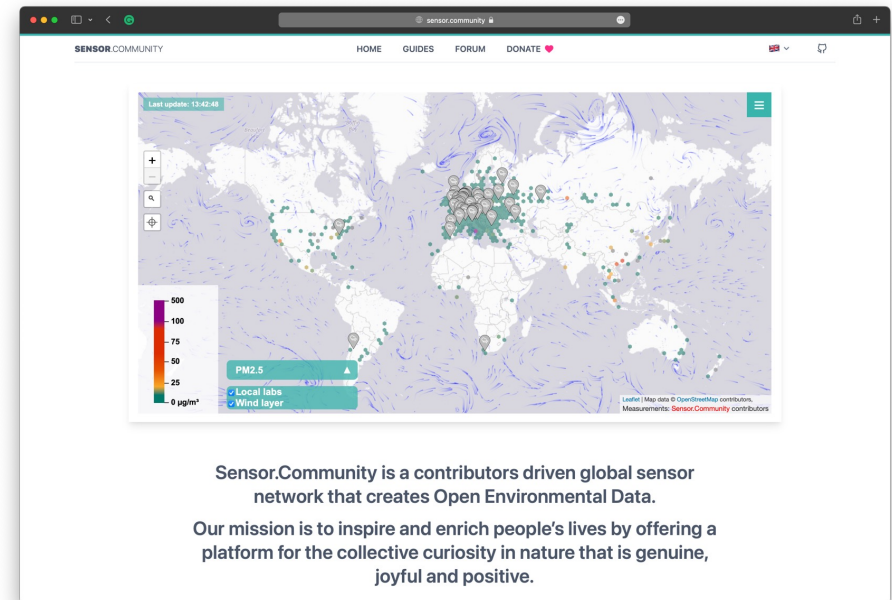 sensor.community
SENSOR.COMMUNITY
HOME GUIDES FORUM DONATE
Last update: 13:42:48
+
500
100
75
50
25
0 µg/m³
PM2.5
Local labs
Wind layer
Leaflet | Map data © OpenStreetMap contributors,
Measurements: Sensor.Community contributors
Sensor.Community is a contributors driven global sensor
network that creates Open Environmental Data.
Our mission is to inspire and enrich people's lives by offering a
platform for the collective curiosity in nature that is genuine,
joyful and positive.